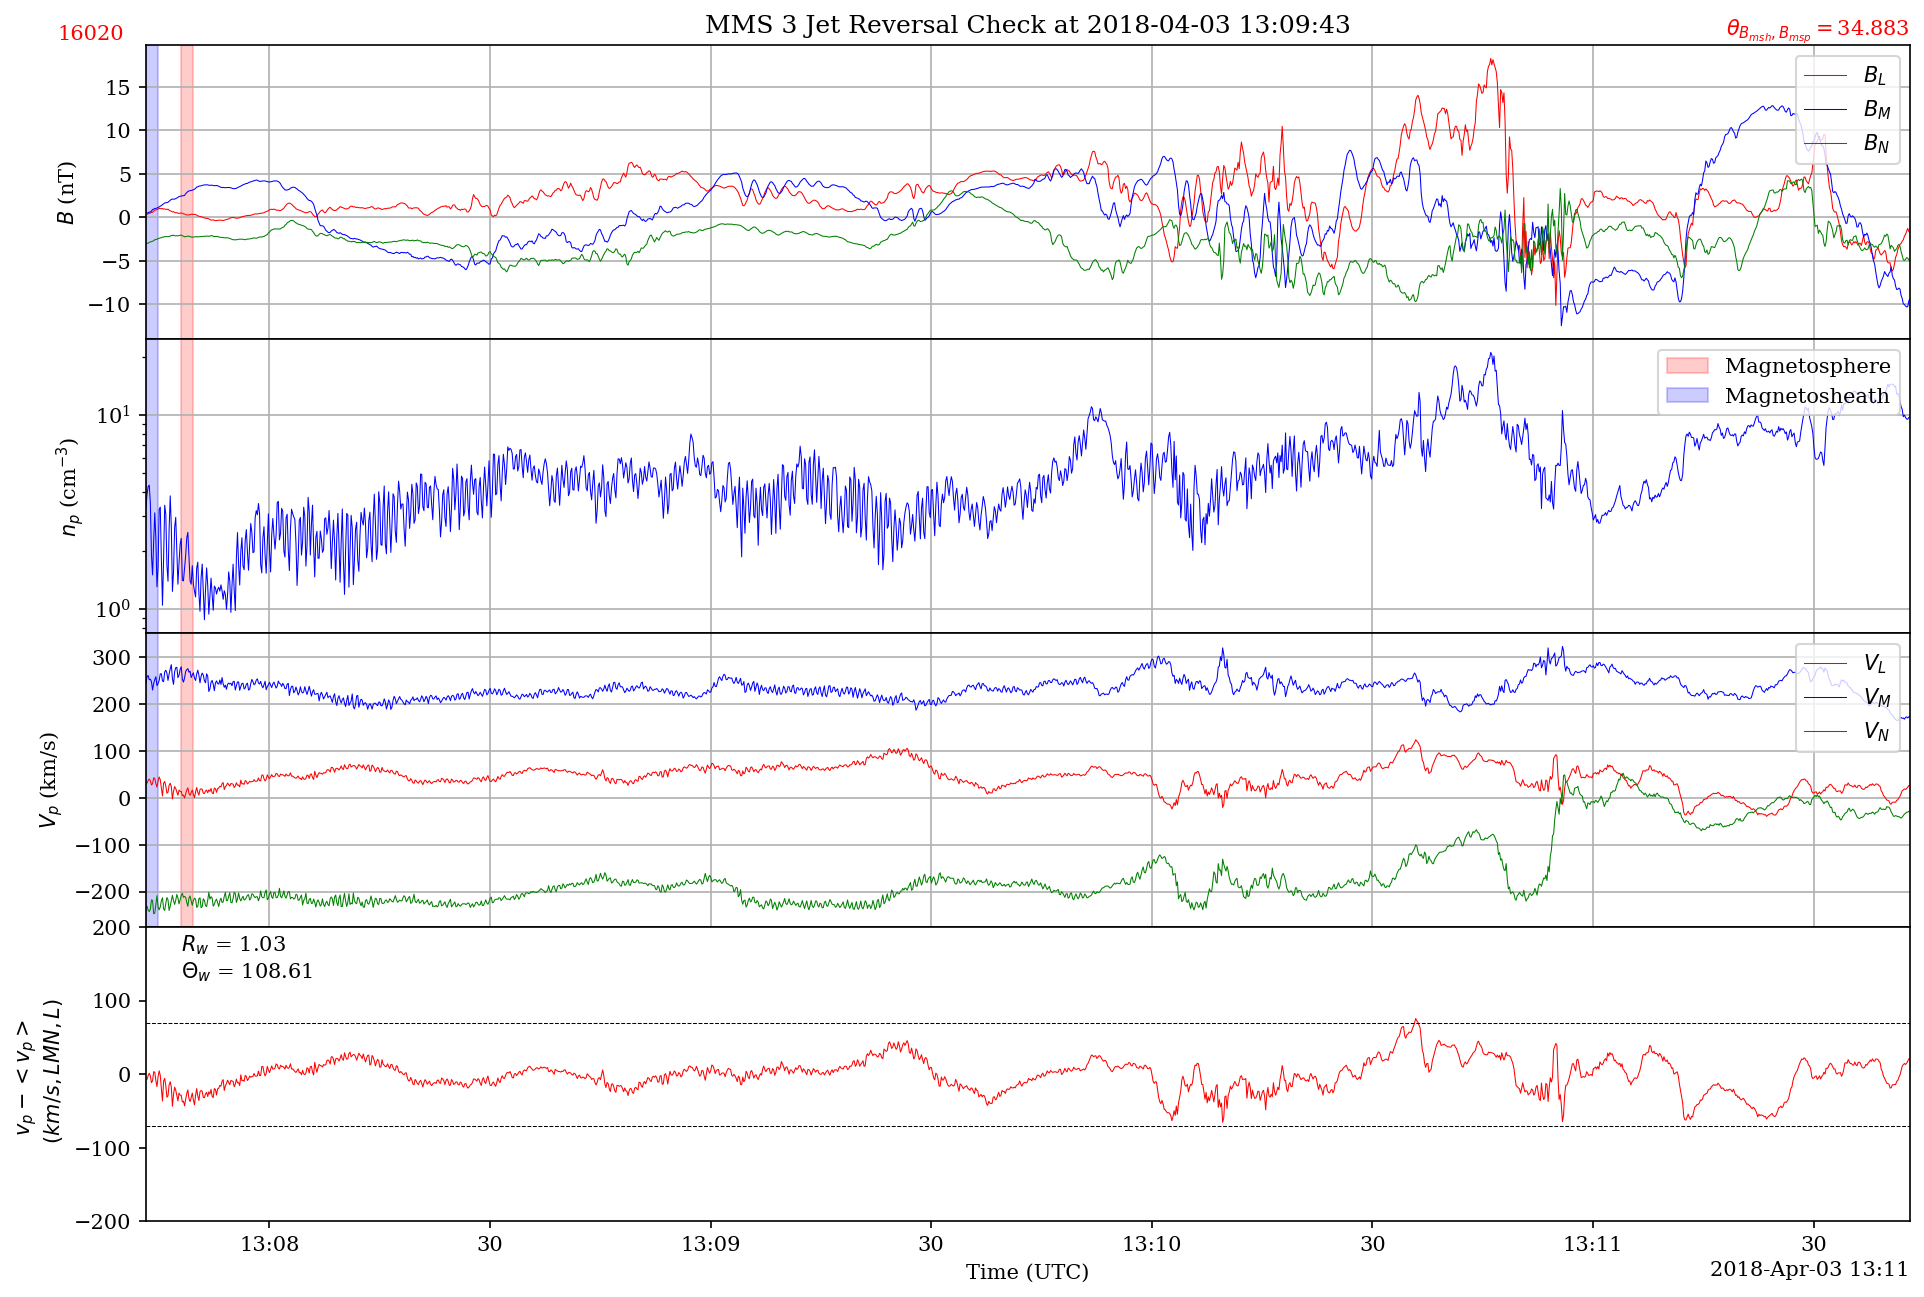 MMS 3 Jet Reversal Check at 2018-04-03 13:09:43
16020
θ_{B_{msh}, B_{msp}} = 34.883
B (nT)
15
10
5
0
−5
−10
B_L
B_M
B_N
n_p (cm^{−3})
10^1
10^0
Magnetosphere
Magnetosheath
V_p (km/s)
300
200
100
0
−100
−200
V_L
V_M
V_N
v_p − < v_p >
(km/s, LMN, L)
200
100
0
−100
−200
R_w = 1.03
Θ_w = 108.61
13:08 30 13:09 30 13:10 30 13:11 30
Time (UTC)
2018-Apr-03 13:11